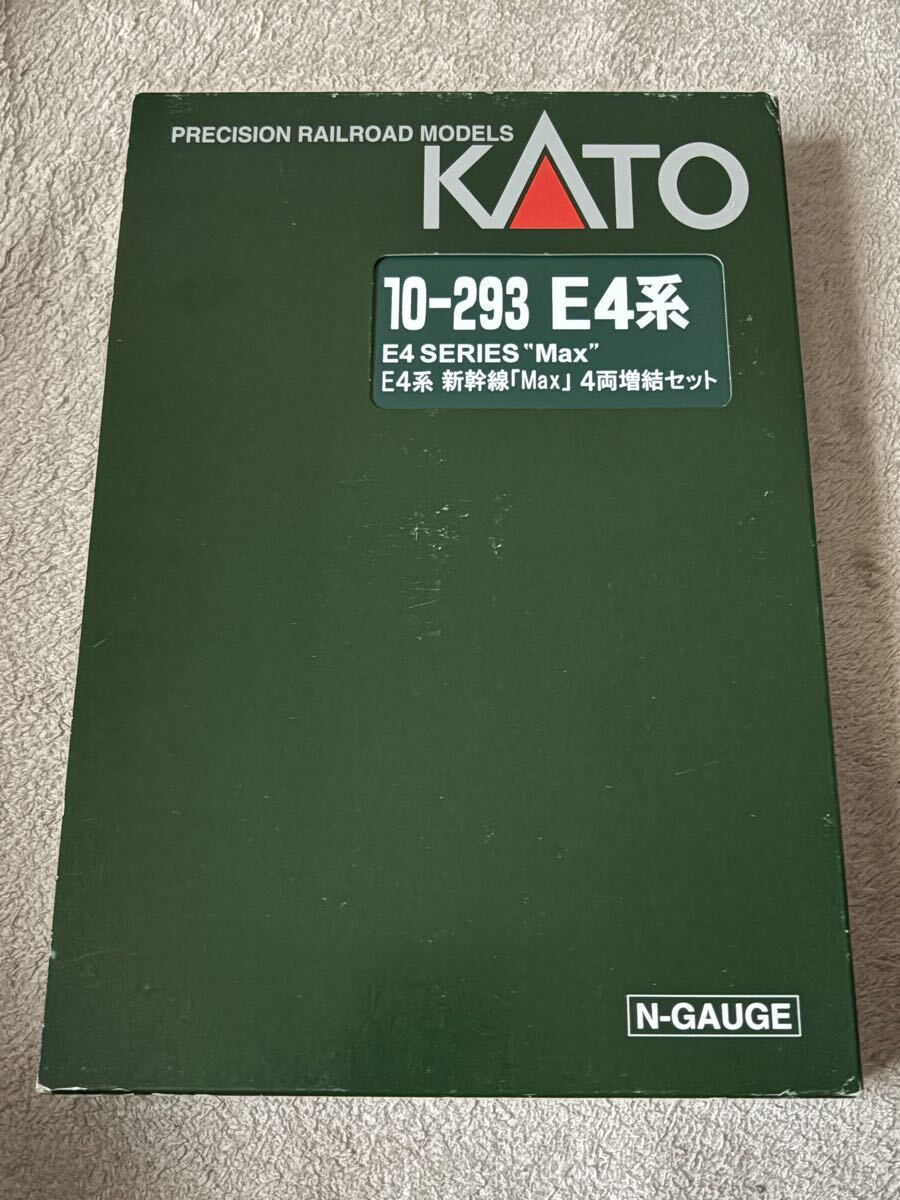 PRECISION RAILROAD MODELS
KATO
10-293 E4系
E4 SERIES "Max"
E4系 新幹線「Max」 4両増結セット
N-GAUGE